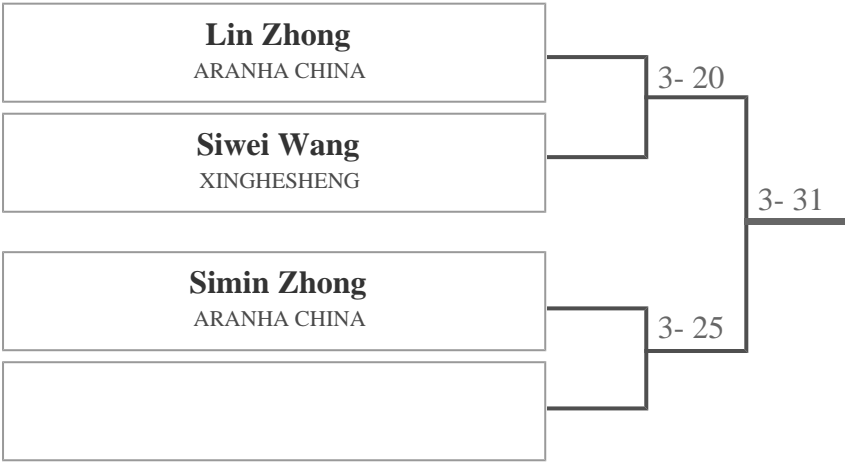 Lin Zhong
ARANHA CHINA
3- 20
Siwei Wang
XINGHESHENG
3- 31
Simin Zhong
ARANHA CHINA
3- 25